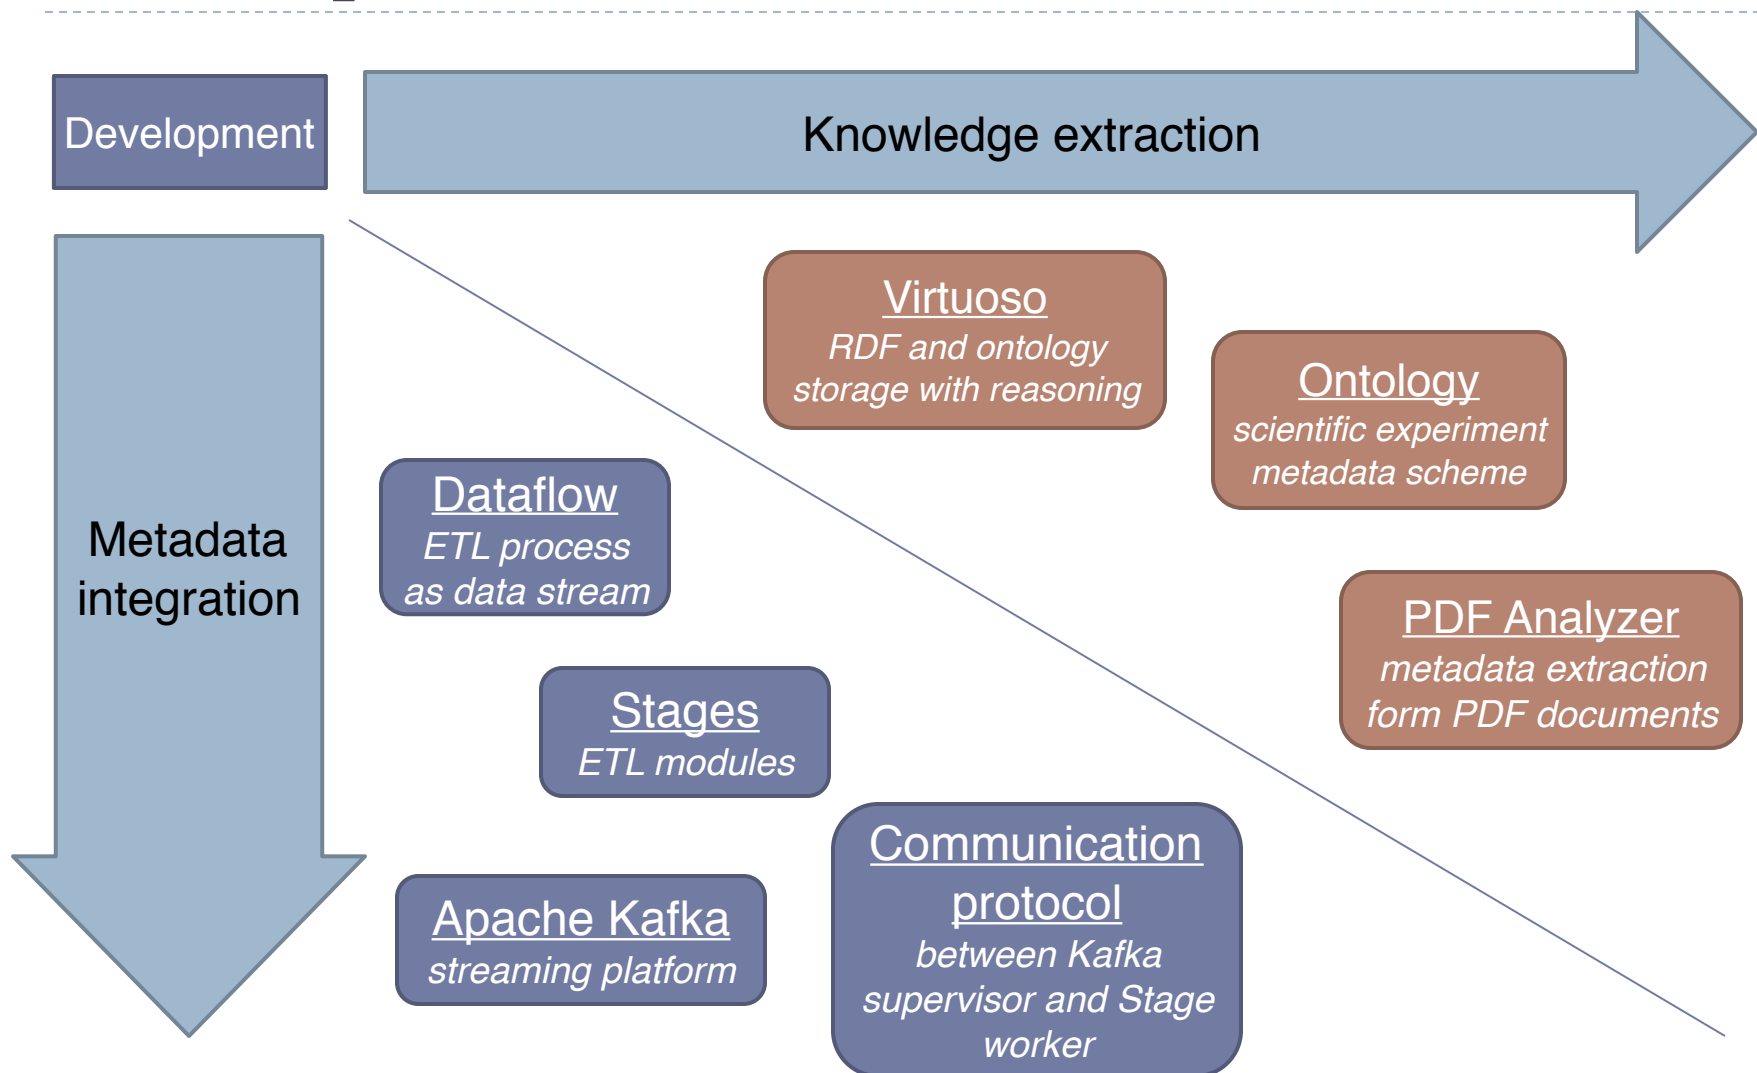 Development
Knowledge extraction
Virtuoso
RDF and ontology
storage with reasoning
Ontology
scientific experiment
metadata scheme
Metadata
integration
Dataflow
ETL process
as data stream
PDF Analyzer
metadata extraction
form PDF documents
Stages
ETL modules
Communication
protocol
between Kafka
supervisor and Stage
worker
Apache Kafka
streaming platform